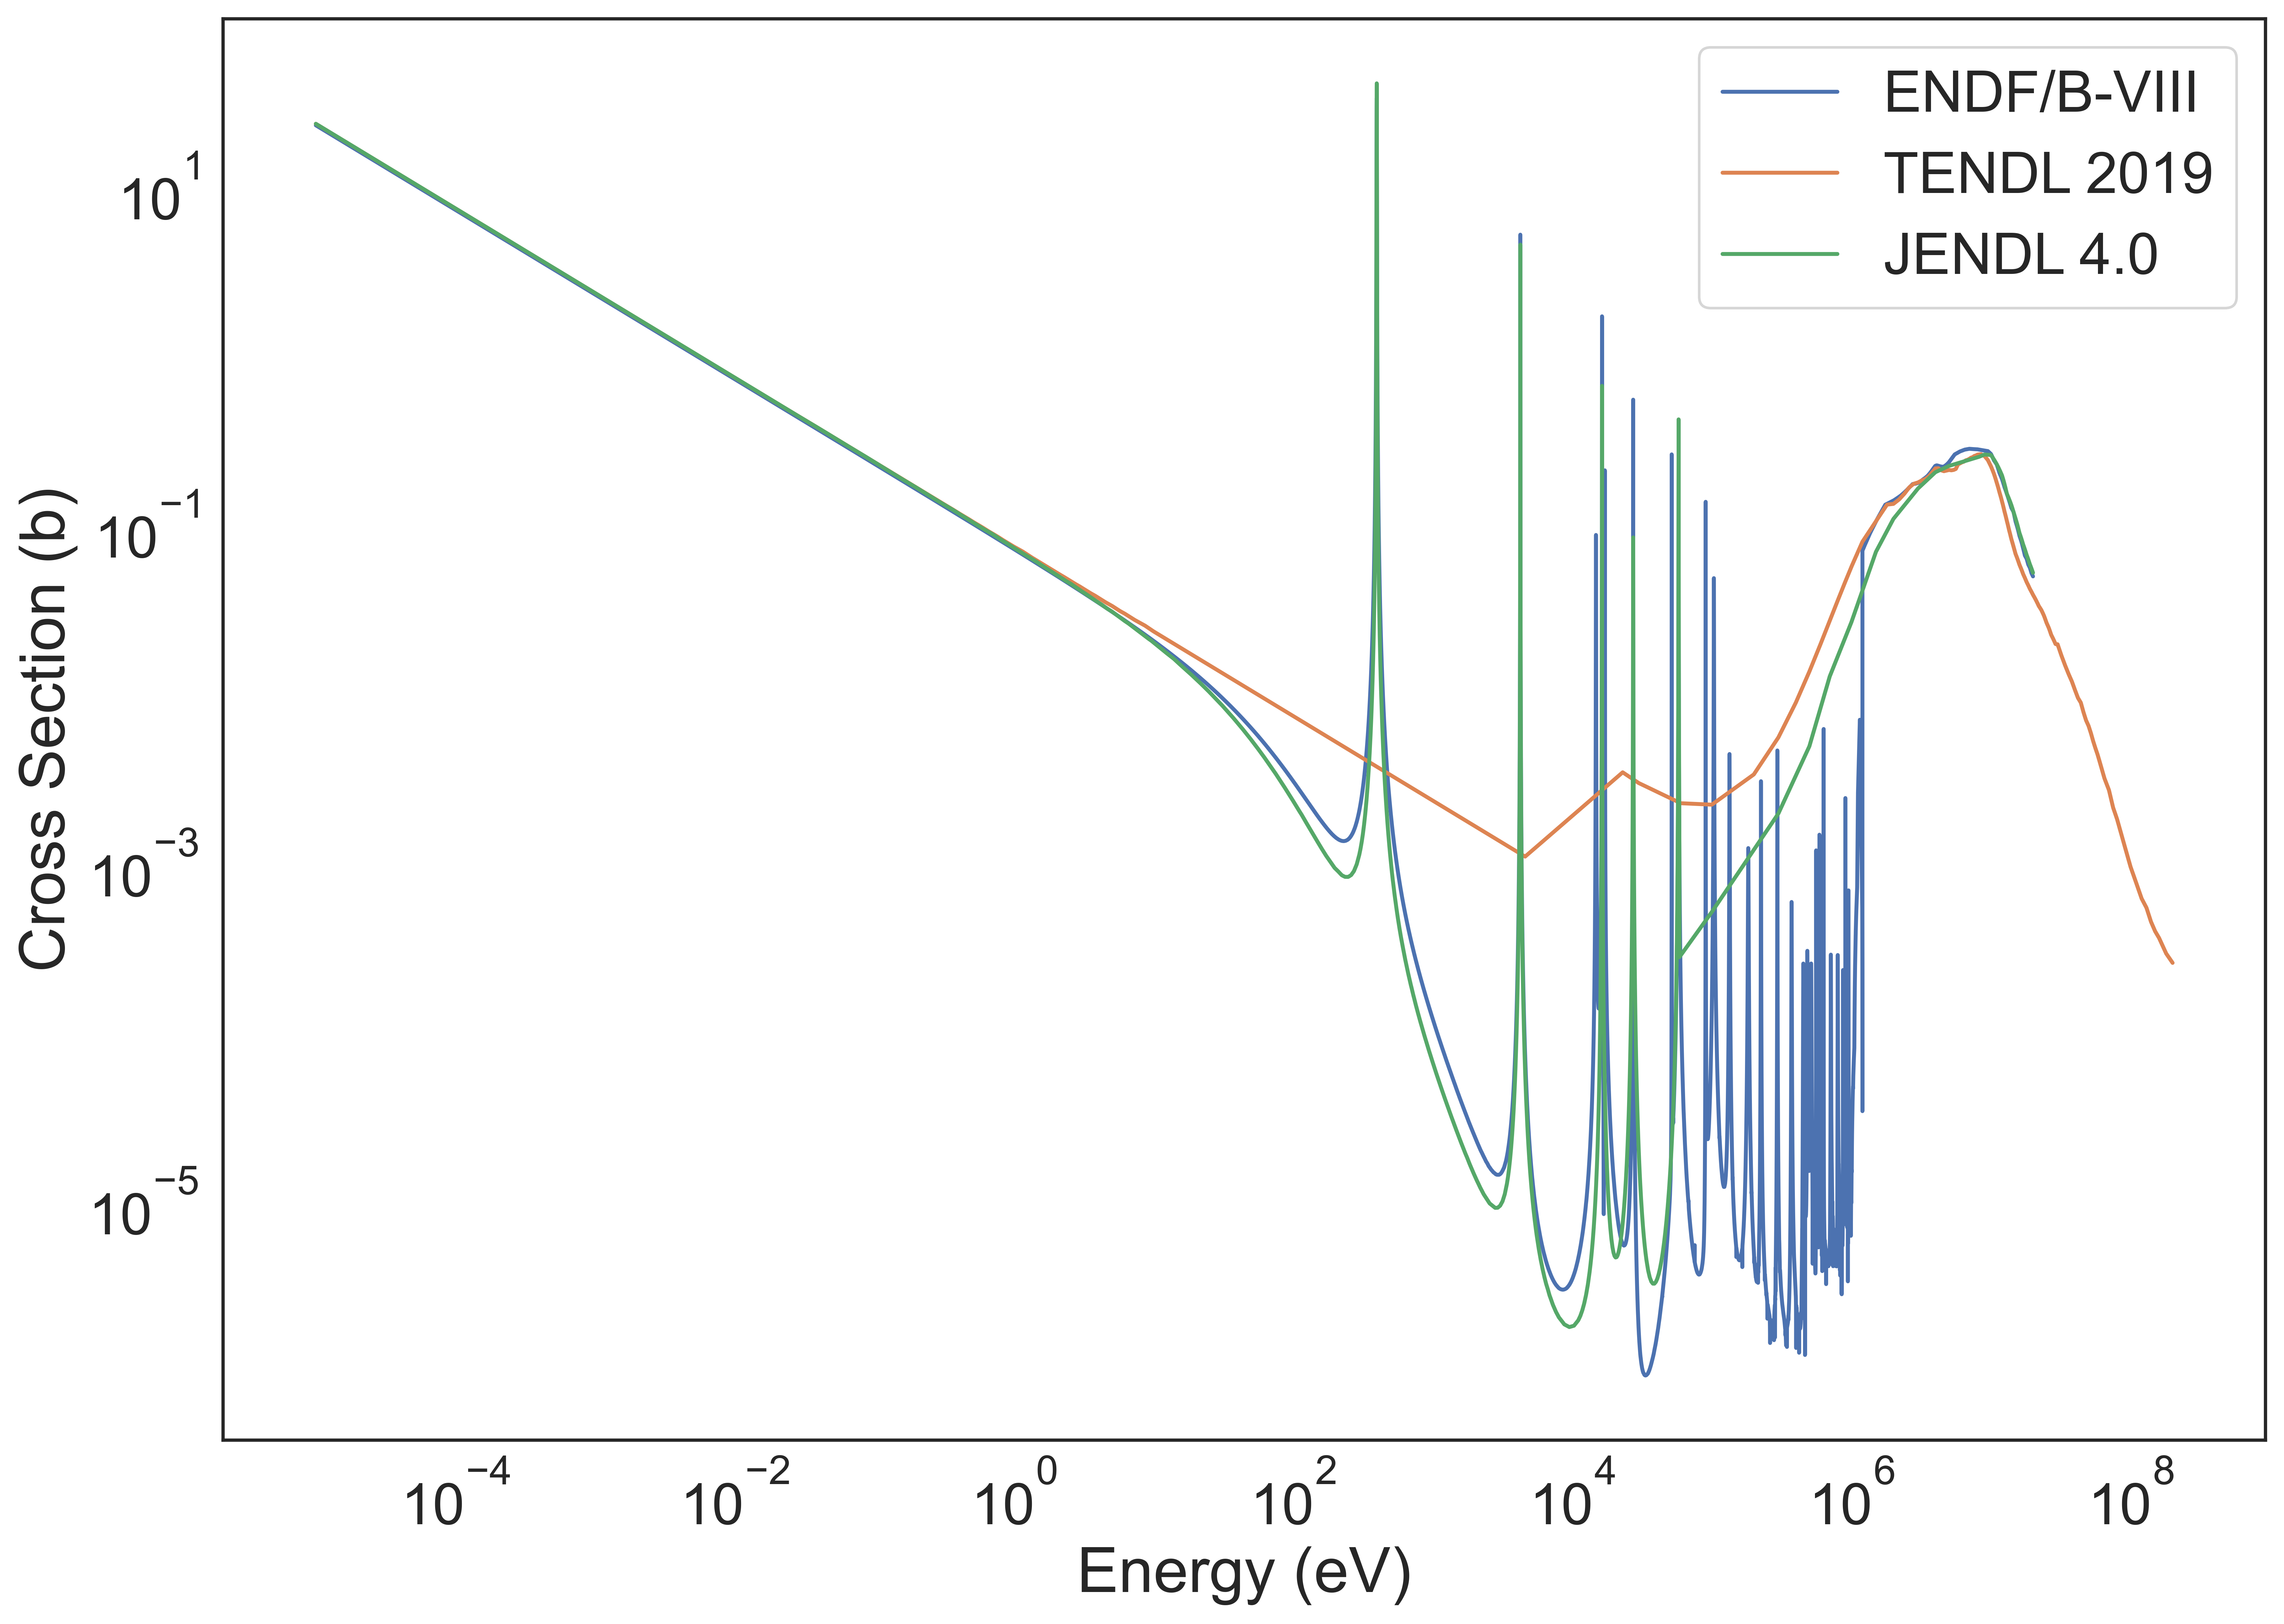 ENDF/B-VIII
TENDL 2019
JENDL 4.0
Cross Section (b)
10^1
10^−1
10^−3
10^−5
10^−4 10^−2 10^0 10^2 10^4 10^6 10^8
Energy (eV)